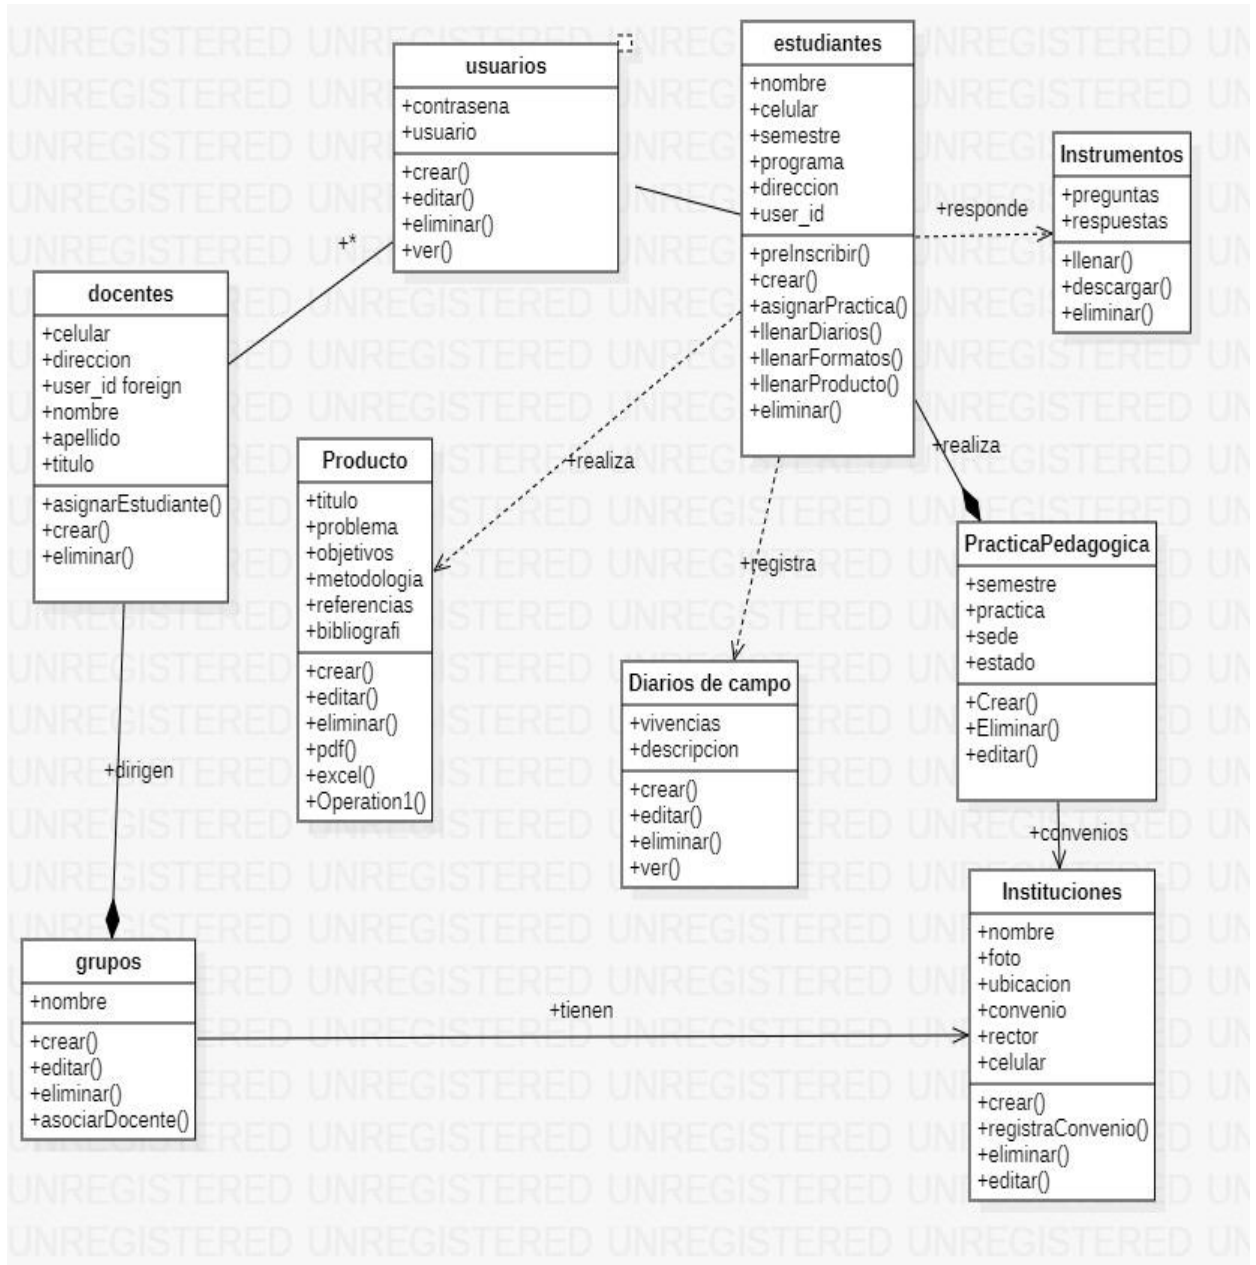 usuarios
+contrasena
+usuario
+crear()
+editar()
+eliminar()
+ver()
estudiantes
+nombre
+celular
+semestre
+programa
+direccion
+user_id
+preInscribir()
+crear()
+asignarPractica()
+llenarDiarios()
+llenarFormatos()
+llenarProducto()
+eliminar()
+responde
Instrumentos
+preguntas
+respuestas
+llenar()
+descargar()
+eliminar()
+*
docentes
+celular
+direccion
+user_id foreign
+nombre
+apellido
+titulo
+asignarEstudiante()
+crear()
+eliminar()
Producto
+titulo
+problema
+objetivos
+metodologia
+referencias
+bibliografi
+crear()
+editar()
+eliminar()
+pdf()
+excel()
+Operation1()
+realiza
+registra
+realiza
Diarios de campo
+vivencias
+descripcion
+crear()
+editar()
+eliminar()
+ver()
PracticaPedagogica
+semestre
+practica
+sede
+estado
+Crear()
+Eliminar()
+editar()
+dirigen
+convenios
grupos
+nombre
+crear()
+editar()
+eliminar()
+asociarDocente()
+tienen
Instituciones
+nombre
+foto
+ubicacion
+convenio
+rector
+celular
+crear()
+registraConvenio()
+eliminar()
+editar()
UNREGISTERED